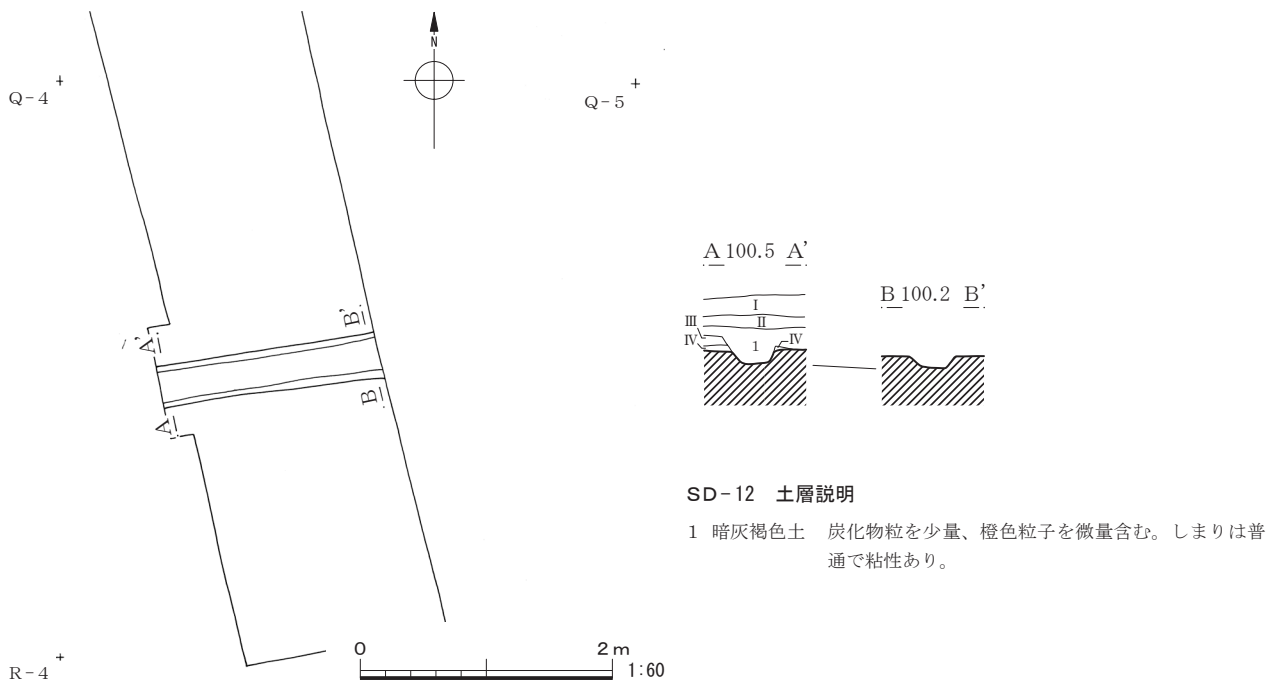 N
Q-4
Q-5
A 100.5 A’
I
II
III
IV
1
IV
B 100.2 B’
A’
B’
B
A
SD-12 土層説明
1 暗灰褐色土 炭化物粒を少量、橙色粒子を微量含む。しまりは普
通で粘性あり。
R-4
0 2m
1:60